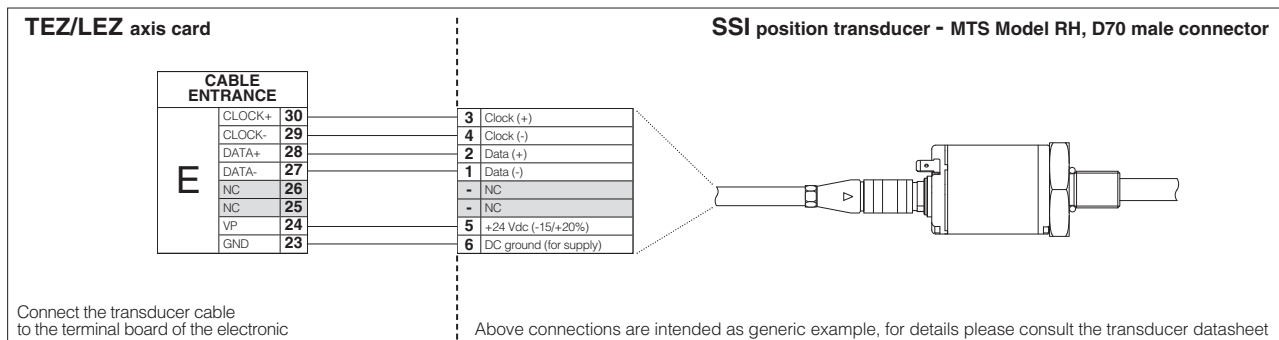 TEZ/LEZ axis card
SSI position transducer - MTS Model RH, D70 male connector
CABLE
ENTRANCE
E
CLOCK+ 30
CLOCK- 29
DATA+ 28
DATA- 27
NC 26
NC 25
VP 24
GND 23
3 Clock (+)
4 Clock (-)
2 Data (+)
1 Data (-)
- NC
- NC
5 +24 Vdc (-15/+20%)
6 DC ground (for supply)
Connect the transducer cable
to the terminal board of the electronic
Above connections are intended as generic example, for details please consult the transducer datasheet